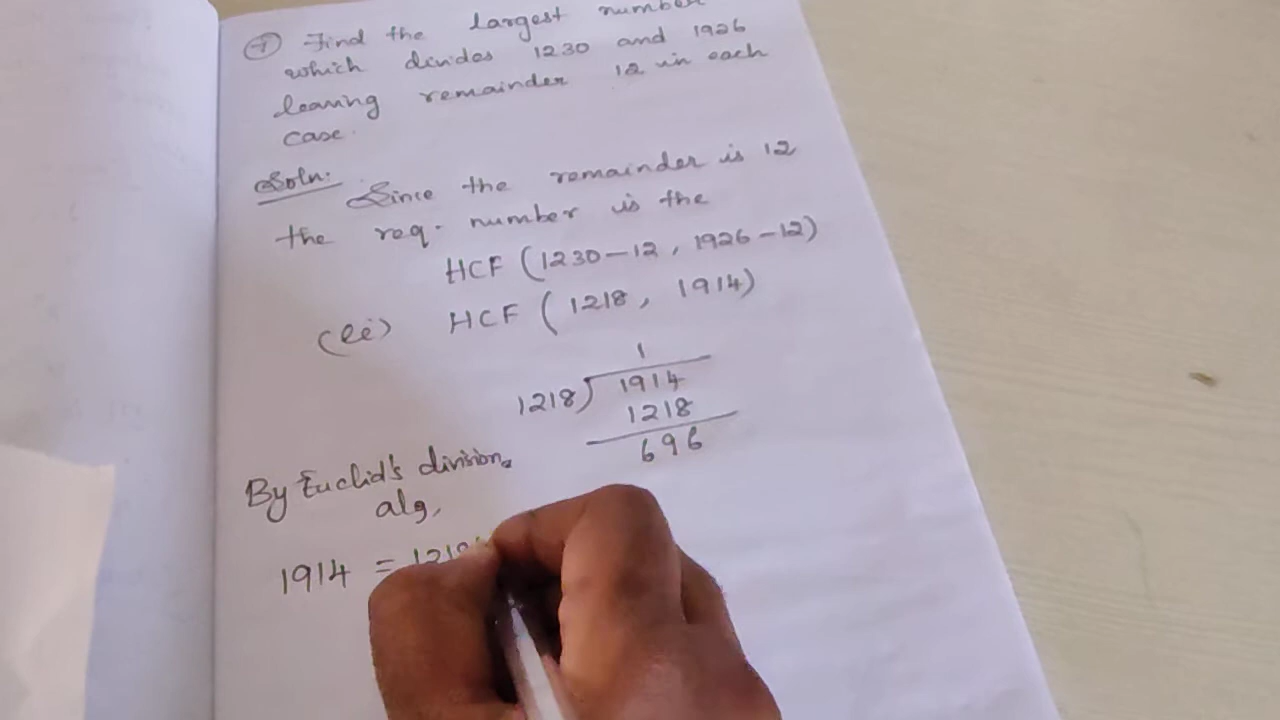 7 Find the largest number
which divides 1230 and 1926
leaving remainder 12 in each
case.
Soln: Since the remainder is 12
the req. number is the
HCF (1230-12, 1926-12)
(ie) HCF (1218, 1914)
1
1218) 1914
1218
696
By Euclid's division
alg,
1914 = 1218